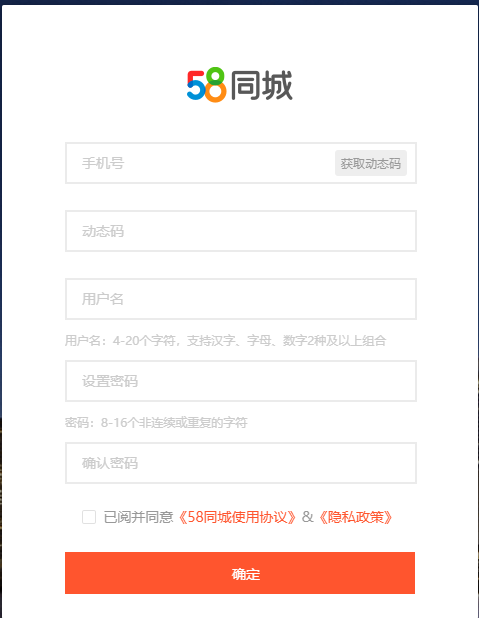 58同城
手机号 获取动态码
动态码
用户名
用户名：4-20个字符，支持汉字、字母、数字2种及以上组合
设置密码
密码：8-16个非连续或重复的字符
确认密码
已阅并同意《58同城使用协议》&《隐私政策》
确定